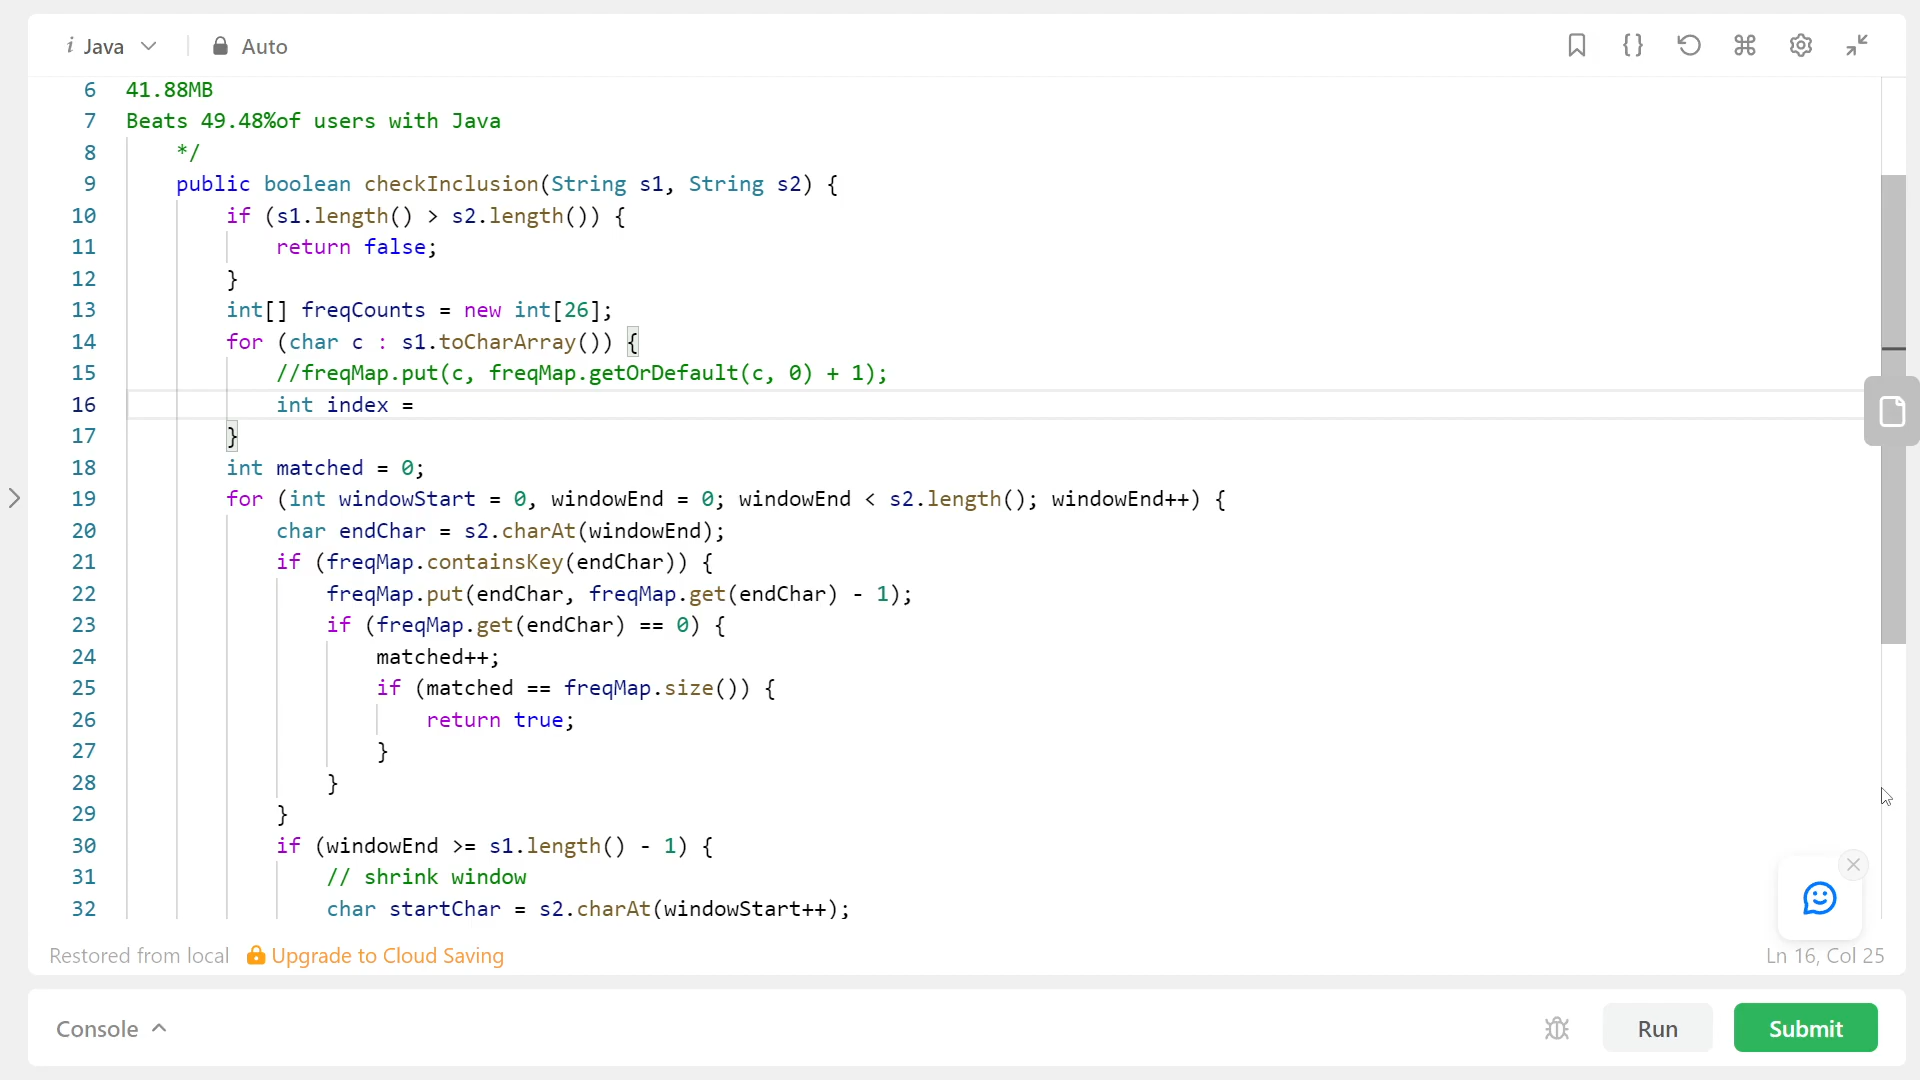 i Java Auto
6 41.88MB
7 Beats 49.48%of users with Java
8 */
9 public boolean checkInclusion(String s1, String s2) {
10 if (s1.length() > s2.length()) {
11 return false;
12 }
13 int[] freqCounts = new int[26];
14 for (char c : s1.toCharArray()) {
15 //freqMap.put(c, freqMap.getOrDefault(c, 0) + 1);
16 int index =
17 }
18 int matched = 0;
19 for (int windowStart = 0, windowEnd = 0; windowEnd < s2.length(); windowEnd++) {
20 char endChar = s2.charAt(windowEnd);
21 if (freqMap.containsKey(endChar)) {
22 freqMap.put(endChar, freqMap.get(endChar) - 1);
23 if (freqMap.get(endChar) == 0) {
24 matched++;
25 if (matched == freqMap.size()) {
26 return true;
27 }
28 }
29 }
30 if (windowEnd >= s1.length() - 1) {
31 // shrink window
32 char startChar = s2.charAt(windowStart++);
Restored from local Upgrade to Cloud Saving Ln 16, Col 25
Console Run Submit